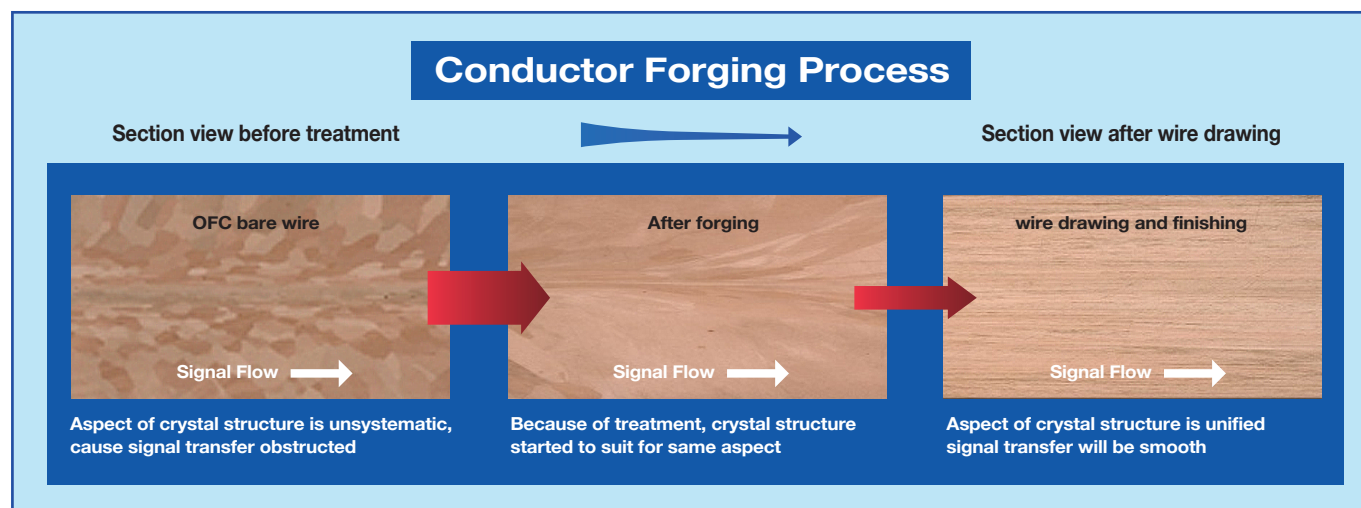 Conductor Forging Process
Section view before treatment
Section view after wire drawing
OFC bare wire
Signal Flow
Aspect of crystal structure is unsystematic,
cause signal transfer obstructed
After forging
Signal Flow
Because of treatment, crystal structure
started to suit for same aspect
wire drawing and finishing
Signal Flow
Aspect of crystal structure is unified
signal transfer will be smooth